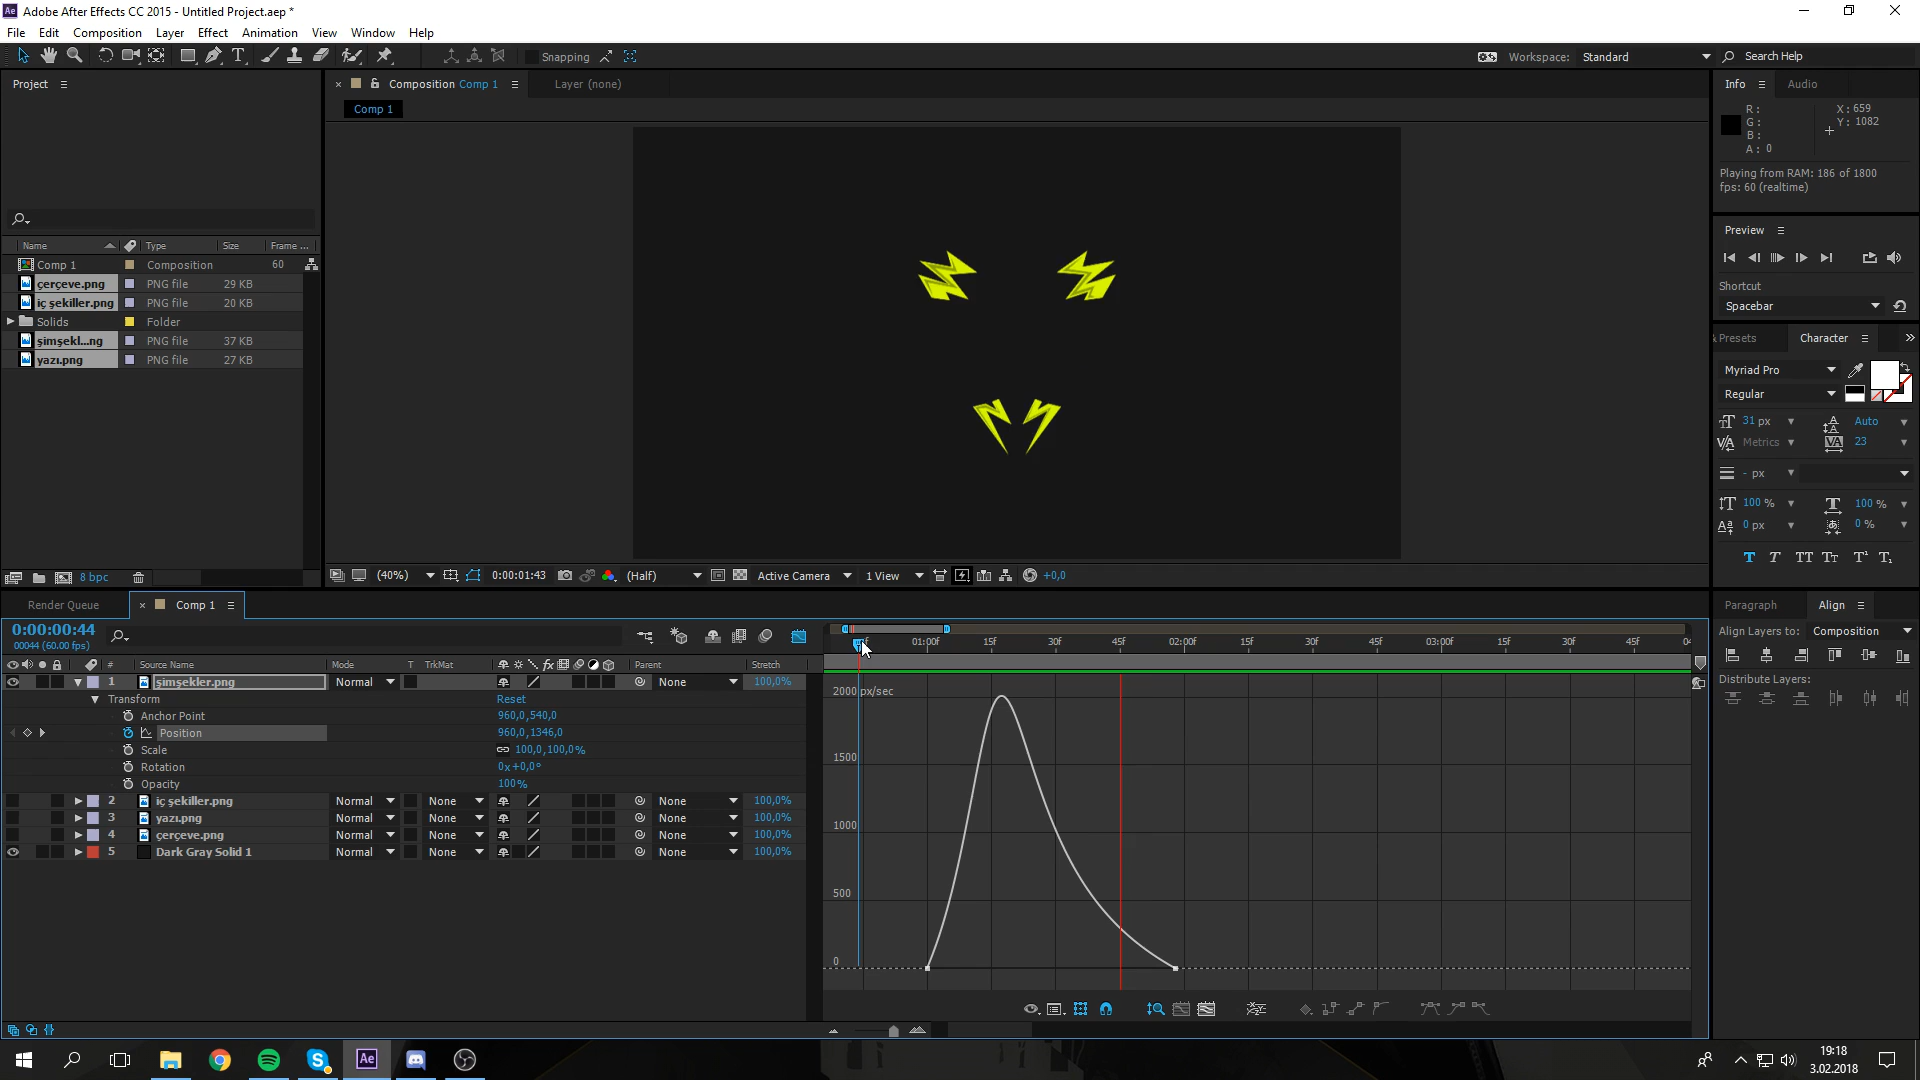 Adobe After Effects CC 2015 - Untitled Project.aep *
File Edit Composition Layer Effect Animation View Window Help
Snapping
Workspace: Standard
Search Help
Project
Composition Comp 1
Layer (none)
Comp 1
Info
Audio
R:
G:
B:
A: 0
X: 659
Y: 1082
Playing from RAM: 186 of 1800
fps: 60 (realtime)
Preview
Shortcut
Spacebar
Name Type Size Frame ...
Comp 1 Composition 60
çerçeve.png PNG file 29 KB
iç şekiller.png PNG file 20 KB
Solids Folder
şimşekl...ng PNG file 37 KB
yazı.png PNG file 27 KB
8 bpc
(40%) 0:00:01:43 (Half) Active Camera 1 View +0,0
& Presets
Character
Myriad Pro
Regular
31 px Auto
Metrics 23
- px
100 % 100 %
0 px 0 %
Render Queue
Comp 1
0:00:00:44
00044 (60.00 fps)
# Source Name Mode T TrkMat Parent Stretch
1 şimşekler.png Normal None 100,0%
Transform Reset
Anchor Point 960,0,540,0
Position 960,0,1346,0
Scale 100,0,100,0%
Rotation 0x+0,0°
Opacity 100%
2 iç şekiller.png Normal None None 100,0%
3 yazı.png Normal None None 100,0%
4 çerçeve.png Normal None None 100,0%
5 Dark Gray Solid 1 Normal None None 100,0%
01:00f 15f 30f 45f 02:00f 15f 30f 45f 03:00f 15f 30f 45f 04
2000 px/sec
1500
1000
500
0
Paragraph
Align
Align Layers to: Composition
Distribute Layers:
19:18
3.02.2018